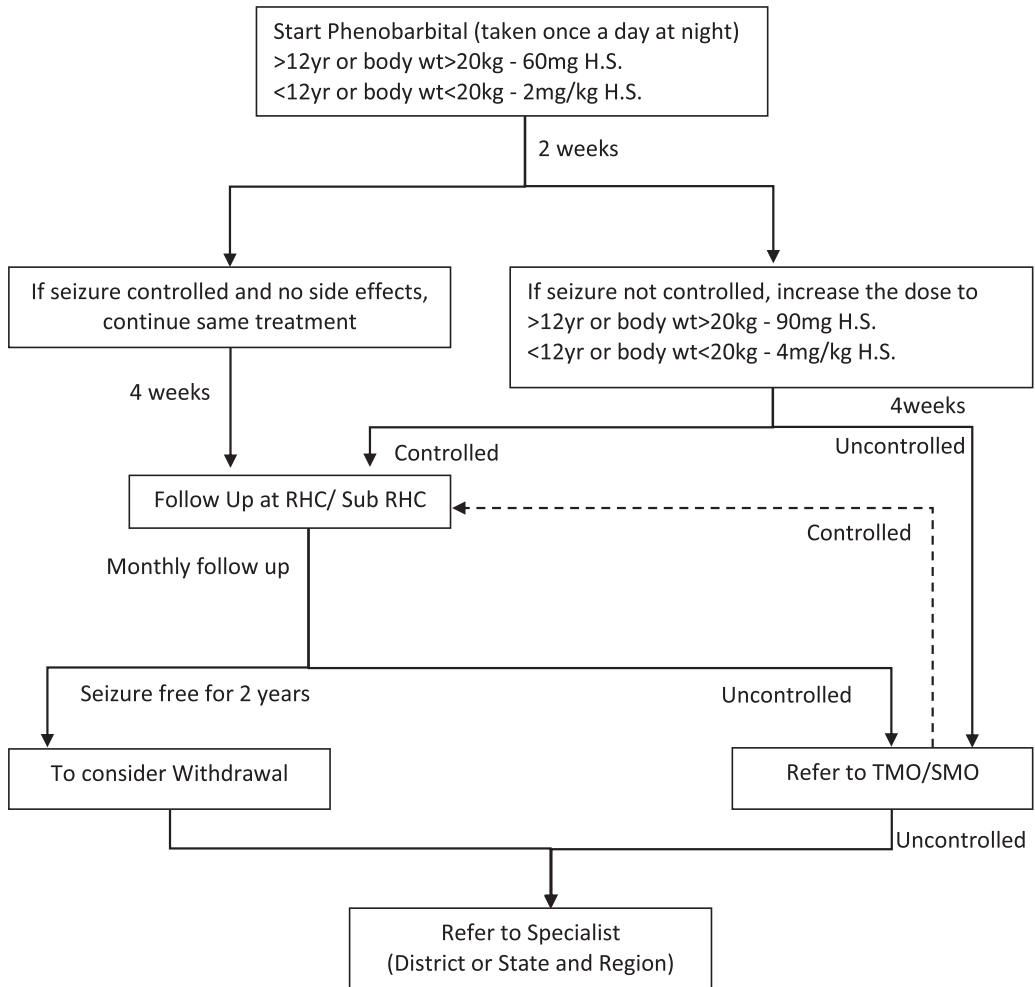 Start Phenobarbital (taken once a day at night)
>12yr or body wt>20kg - 60mg H.S.
<12yr or body wt<20kg - 2mg/kg H.S.
2 weeks
If seizure controlled and no side effects,
continue same treatment
If seizure not controlled, increase the dose to
>12yr or body wt>20kg - 90mg H.S.
<12yr or body wt<20kg - 4mg/kg H.S.
4 weeks
4weeks
Controlled
Uncontrolled
Follow Up at RHC/ Sub RHC
Controlled
Monthly follow up
Seizure free for 2 years
Uncontrolled
To consider Withdrawal
Refer to TMO/SMO
Uncontrolled
Refer to Specialist
(District or State and Region)